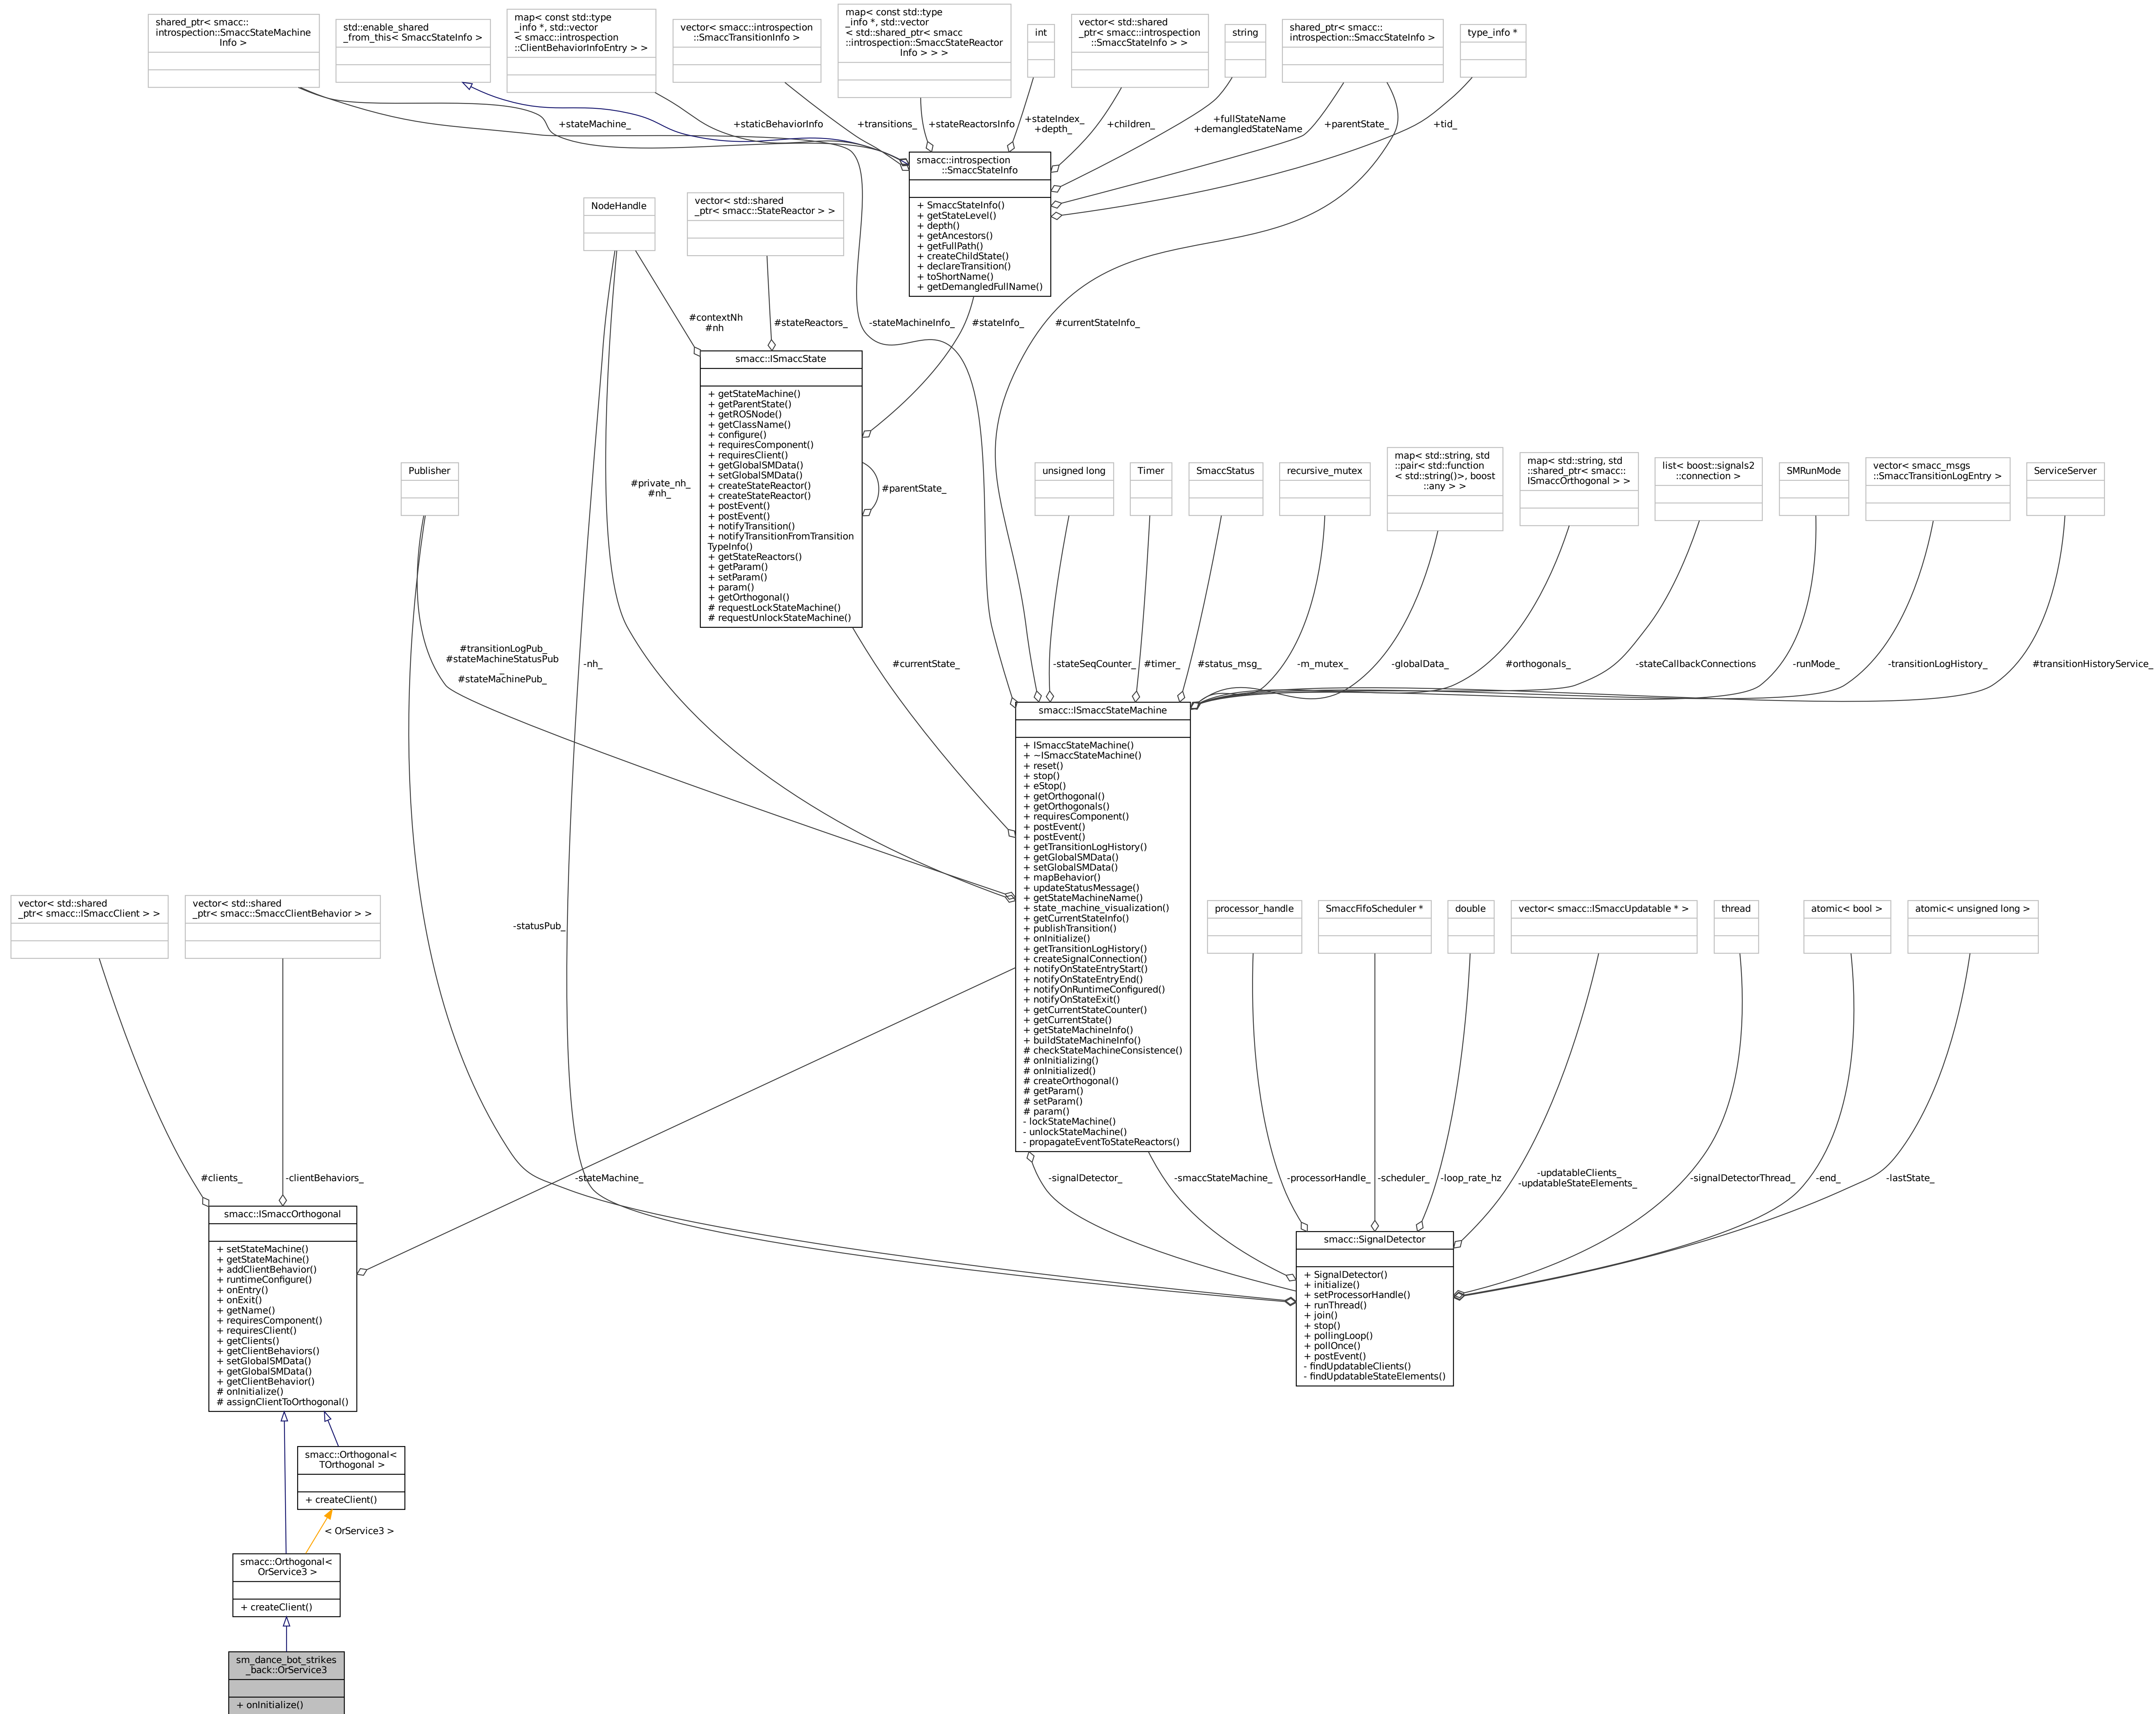 shared_ptr< smacc::
introspection::SmaccStateMachine
Info >
std::enable_shared
_from_this< SmaccStateInfo >
map< const std::type
_info *, std::vector
< smacc::introspection
::ClientBehaviorInfoEntry > >
vector< smacc::introspection
::SmaccTransitionInfo >
map< const std::type
_info *, std::vector
< std::shared_ptr< smacc
::introspection::SmaccStateReactor
Info > > >
int
vector< std::shared
_ptr< smacc::introspection
::SmaccStateInfo > >
string
shared_ptr< smacc::
introspection::SmaccStateInfo >
type_info *
+stateMachine_
+staticBehaviorInfo
+transitions_
+stateReactorsInfo
+stateIndex_
+depth_
+children_
+fullStateName
+demangledStateName
+parentState_
+tid_
smacc::introspection
::SmaccStateInfo
+ SmaccStateInfo()
+ getStateLevel()
+ depth()
+ getAncestors()
+ getFullPath()
+ createChildState()
+ declareTransition()
+ toShortName()
+ getDemangledFullName()
NodeHandle
vector< std::shared
_ptr< smacc::StateReactor > >
#contextNh
#nh
#stateReactors_
-stateMachineInfo_
#stateInfo_
#currentStateInfo_
smacc::ISmaccState
+ getStateMachine()
+ getParentState()
+ getROSNode()
+ getClassName()
+ configure()
+ requiresComponent()
+ requiresClient()
+ getGlobalSMData()
+ setGlobalSMData()
+ createStateReactor()
+ createStateReactor()
+ postEvent()
+ postEvent()
+ notifyTransition()
+ notifyTransitionFromTransition
TypeInfo()
+ getStateReactors()
+ getParam()
+ setParam()
+ param()
+ getOrthogonal()
# requestLockStateMachine()
# requestUnlockStateMachine()
#parentState_
Publisher
#private_nh_
#nh_
unsigned long
Timer
SmaccStatus
recursive_mutex
map< std::string, std
::pair< std::function
< std::string()>, boost
::any > >
map< std::string, std
::shared_ptr< smacc::
ISmaccOrthogonal > >
list< boost::signals2
::connection >
SMRunMode
vector< smacc_msgs
::SmaccTransitionLogEntry >
ServiceServer
#transitionLogPub_
#stateMachineStatusPub
_
#stateMachinePub_
-nh_
#currentState_
-stateSeqCounter_
#timer_
#status_msg_
-m_mutex_
-globalData_
#orthogonals_
-stateCallbackConnections
-runMode_
-transitionLogHistory_
#transitionHistoryService_
smacc::ISmaccStateMachine
+ ISmaccStateMachine()
+ ~ISmaccStateMachine()
+ reset()
+ stop()
+ eStop()
+ getOrthogonal()
+ getOrthogonals()
+ requiresComponent()
+ postEvent()
+ postEvent()
+ getTransitionLogHistory()
+ getGlobalSMData()
+ setGlobalSMData()
+ mapBehavior()
+ updateStatusMessage()
+ getStateMachineName()
+ state_machine_visualization()
+ getCurrentStateInfo()
+ publishTransition()
+ onInitialize()
+ getTransitionLogHistory()
+ createSignalConnection()
+ notifyOnStateEntryStart()
+ notifyOnStateEntryEnd()
+ notifyOnRuntimeConfigured()
+ notifyOnStateExit()
+ getCurrentStateCounter()
+ getCurrentState()
+ getStateMachineInfo()
+ buildStateMachineInfo()
# checkStateMachineConsistence()
# onInitializing()
# onInitialized()
# createOrthogonal()
# getParam()
# setParam()
# param()
- lockStateMachine()
- unlockStateMachine()
- propagateEventToStateReactors()
vector< std::shared
_ptr< smacc::ISmaccClient > >
vector< std::shared
_ptr< smacc::SmaccClientBehavior > >
-statusPub_
processor_handle
SmaccFifoScheduler *
double
vector< smacc::ISmaccUpdatable * >
thread
atomic< bool >
atomic< unsigned long >
#clients_
-clientBehaviors_
-stateMachine_
-signalDetector_
-smaccStateMachine_
-processorHandle_
-scheduler_
-loop_rate_hz
-updatableClients_
-updatableStateElements_
-signalDetectorThread_
-end_
-lastState_
smacc::ISmaccOrthogonal
+ setStateMachine()
+ getStateMachine()
+ addClientBehavior()
+ runtimeConfigure()
+ onEntry()
+ onExit()
+ getName()
+ requiresComponent()
+ requiresClient()
+ getClients()
+ getClientBehaviors()
+ setGlobalSMData()
+ getGlobalSMData()
+ getClientBehavior()
# onInitialize()
# assignClientToOrthogonal()
smacc::SignalDetector
+ SignalDetector()
+ initialize()
+ setProcessorHandle()
+ runThread()
+ join()
+ stop()
+ pollingLoop()
+ pollOnce()
+ postEvent()
- findUpdatableClients()
- findUpdatableStateElements()
smacc::Orthogonal<
TOrthogonal >
+ createClient()
< OrService3 >
smacc::Orthogonal<
OrService3 >
+ createClient()
sm_dance_bot_strikes
_back::OrService3
+ onInitialize()